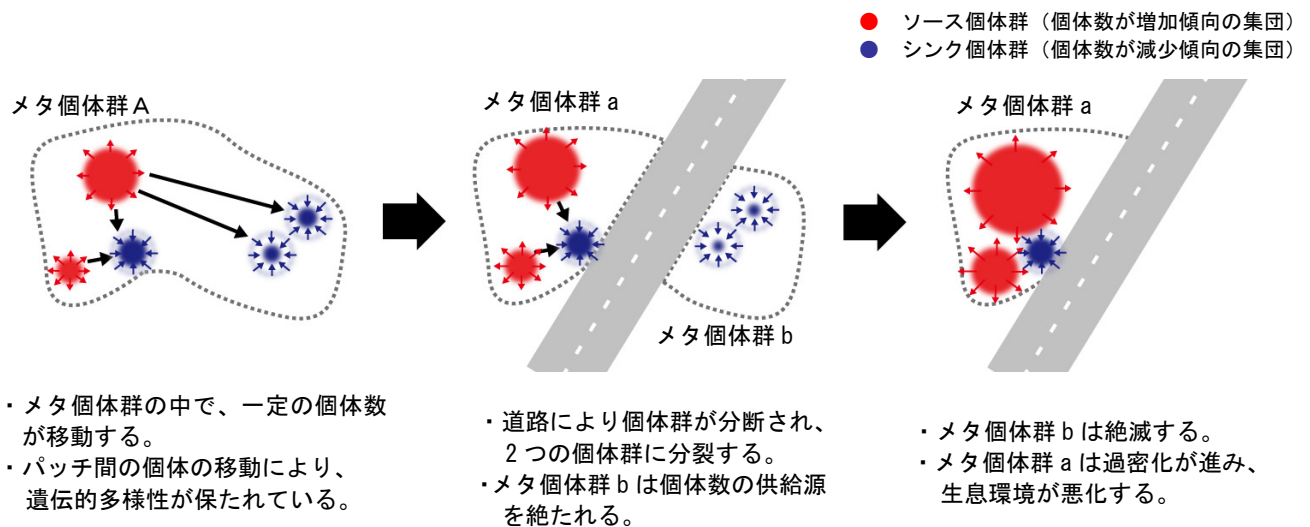 ソース個体群（個体数が増加傾向の集団）
シンク個体群（個体数が減少傾向の集団）
メタ個体群A
メタ個体群 a
メタ個体群 b
メタ個体群 a
・メタ個体群の中で、一定の個体数
が移動する。
・パッチ間の個体の移動により、
遺伝的多様性が保たれている。
・道路により個体群が分断され、
2 つの個体群に分裂する。
・メタ個体群 b は個体数の供給源
を絶たれる。
・メタ個体群 b は絶滅する。
・メタ個体群 a は過密化が進み、
生息環境が悪化する。